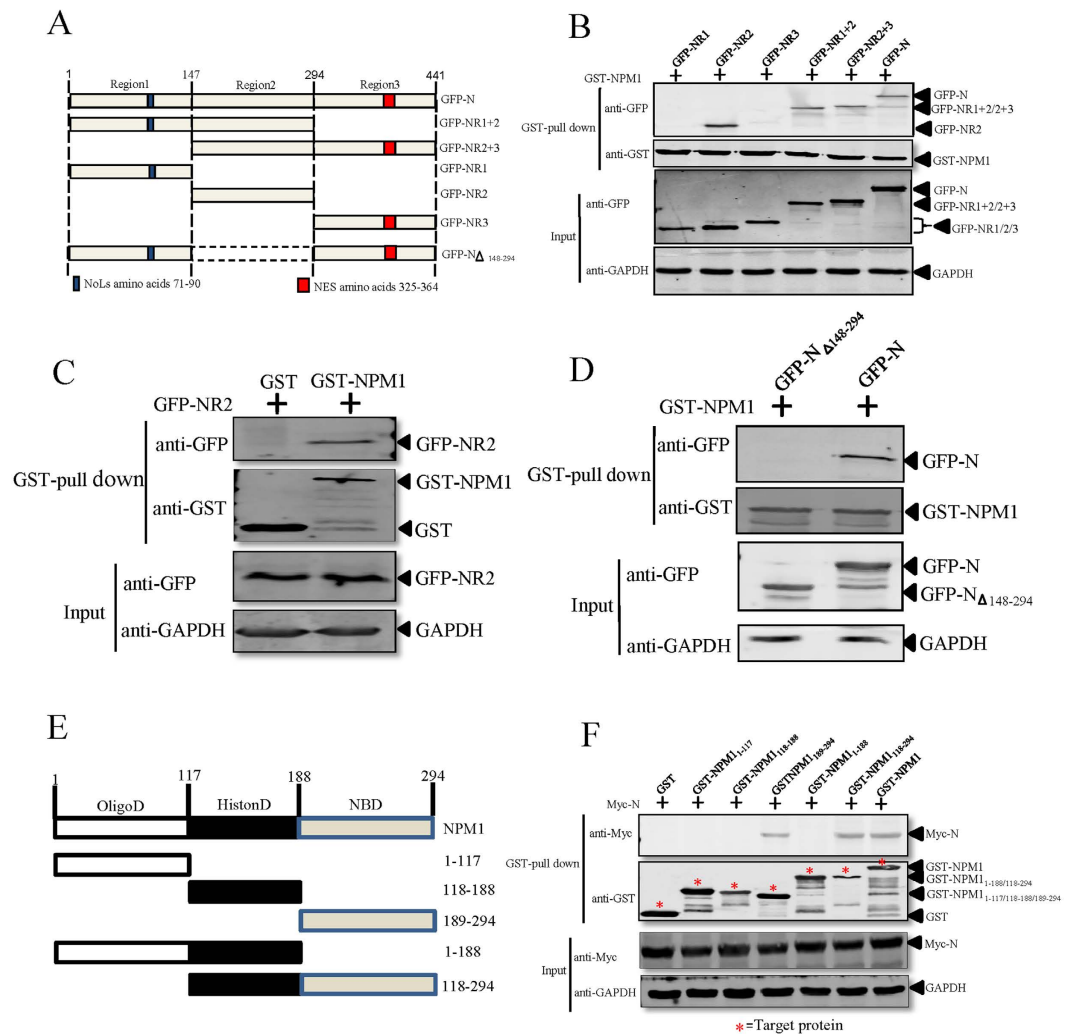 A
1 147 294 441
Region1 Region2 Region3
GFP-N
GFP-NR1+2
GFP-NR2+3
GFP-NR1
GFP-NR2
GFP-NR3
GFP-NΔ 148-294
NoLs amino acids 71-90 NES amino acids 325-364
B
GFP-NR1 GFP-NR2 GFP-NR3 GFP-NR1+2 GFP-NR2+3 GFP-N
GST-NPM1 + + + + + +
GST-pull down
anti-GFP
GFP-N
GFP-NR1+2/2+3
GFP-NR2
anti-GST
GST-NPM1
Input
anti-GFP
GFP-N
GFP-NR1+2/2+3
GFP-NR1/2/3
anti-GAPDH
GAPDH
C
GST GST-NPM1
GFP-NR2 + +
GST-pull down
anti-GFP
GFP-NR2
anti-GST
GST-NPM1
GST
Input
anti-GFP
GFP-NR2
anti-GAPDH
GAPDH
D
GFP-NΔ148-294 GFP-N
GST-NPM1 + +
GST-pull down
anti-GFP
GFP-N
anti-GST
GST-NPM1
Input
anti-GFP
GFP-N
GFP-NΔ148-294
anti-GAPDH
GAPDH
E
1 117 188 294
OligoD HistonD NBD
NPM1
1-117
118-188
189-294
1-188
118-294
F
GST GST-NPM1 1-117 GST-NPM1 118-188 GSTNPM1 189-294 GST-NPM1 1-188 GST-NPM1 118-294 GST-NPM1
Myc-N + + + + + + +
GST-pull down
anti-Myc
Myc-N
anti-GST
* * * * * * *
GST-NPM1
GST-NPM1 1-188/118-294
GST-NPM1 1-117/118-188/189-294
GST
Input
anti-Myc
Myc-N
anti-GAPDH
GAPDH
*=Target protein